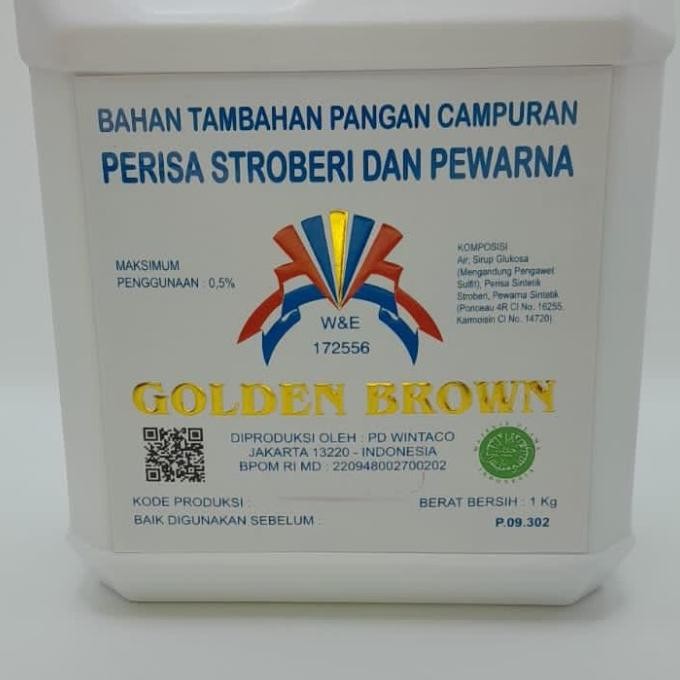 BAHAN TAMBAHAN PANGAN CAMPURAN
PERISA STROBERI DAN PEWARNA
MAKSIMUM
PENGGUNAAN : 0,5%
KOMPOSISI
Air, Sirup Glukosa
(Mengandung Pengawet
Sulfit), Perisa Sintetik
Stroberi, Pewarna Sintetik
(Ponceau 4R CI No. 16255,
Karmoisin CI No. 14720)
W&E
172556
GOLDEN BROWN
DIPRODUKSI OLEH : PD WINTACO
JAKARTA 13220 - INDONESIA
BPOM RI MD : 220948002700202
MAJELIS ULAMA
INDONESIA
KODE PRODUKSI :
BERAT BERSIH : 1 Kg
BAIK DIGUNAKAN SEBELUM :
P.09.302